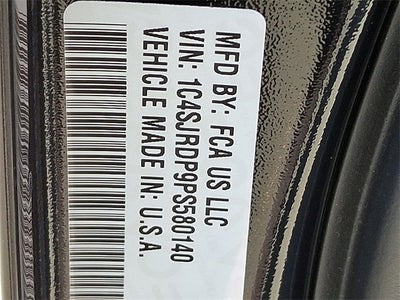 MFD BY: FCA US LLC
VIN: 1C4SJRDP9PS580140
VEHICLE MADE IN: U.S.A.